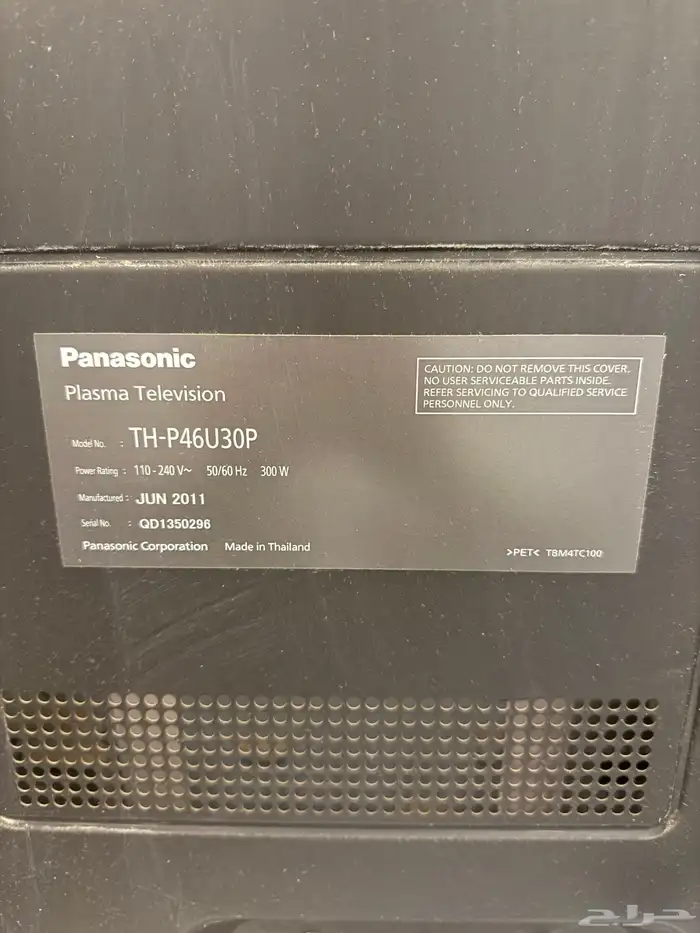 Panasonic
Plasma Television
CAUTION: DO NOT REMOVE THIS COVER.
NO USER SERVICEABLE PARTS INSIDE.
REFER SERVICING TO QUALIFIED SERVICE
PERSONNEL ONLY.
Model No. : TH-P46U30P
Power Rating : 110 - 240 V~ 50/60 Hz 300 W
Manufactured : JUN 2011
Serial No. : QD1350296
Panasonic Corporation Made in Thailand
>PET< TBM4TC100
حراج